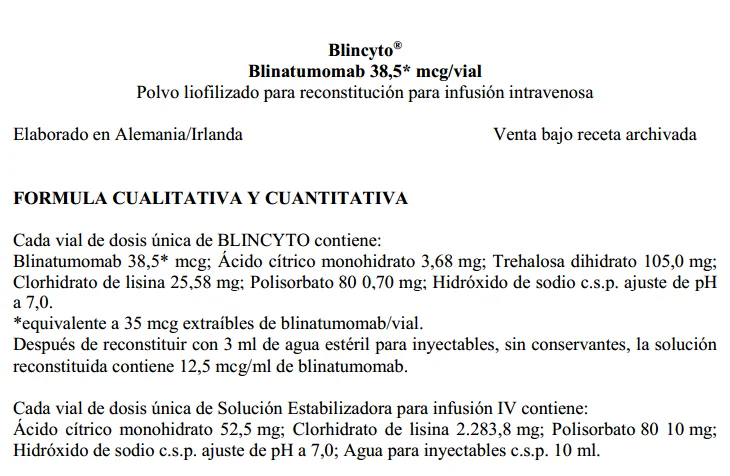 Blincyto®
Blinatumomab 38,5* mcg/vial
Polvo liofilizado para reconstitución para infusión intravenosa
Elaborado en Alemania/Irlanda Venta bajo receta archivada
FORMULA CUALITATIVA Y CUANTITATIVA
Cada vial de dosis única de BLINCYTO contiene:
Blinatumomab 38,5* mcg; Ácido cítrico monohidrato 3,68 mg; Trehalosa dihidrato 105,0 mg;
Clorhidrato de lisina 25,58 mg; Polisorbato 80 0,70 mg; Hidróxido de sodio c.s.p. ajuste de pH
a 7,0.
*equivalente a 35 mcg extraíbles de blinatumomab/vial.
Después de reconstituir con 3 ml de agua estéril para inyectables, sin conservantes, la solución
reconstituida contiene 12,5 mcg/ml de blinatumomab.
Cada vial de dosis única de Solución Estabilizadora para infusión IV contiene:
Ácido cítrico monohidrato 52,5 mg; Clorhidrato de lisina 2.283,8 mg; Polisorbato 80 10 mg;
Hidróxido de sodio c.s.p. ajuste de pH a 7,0; Agua para inyectables c.s.p. 10 ml.